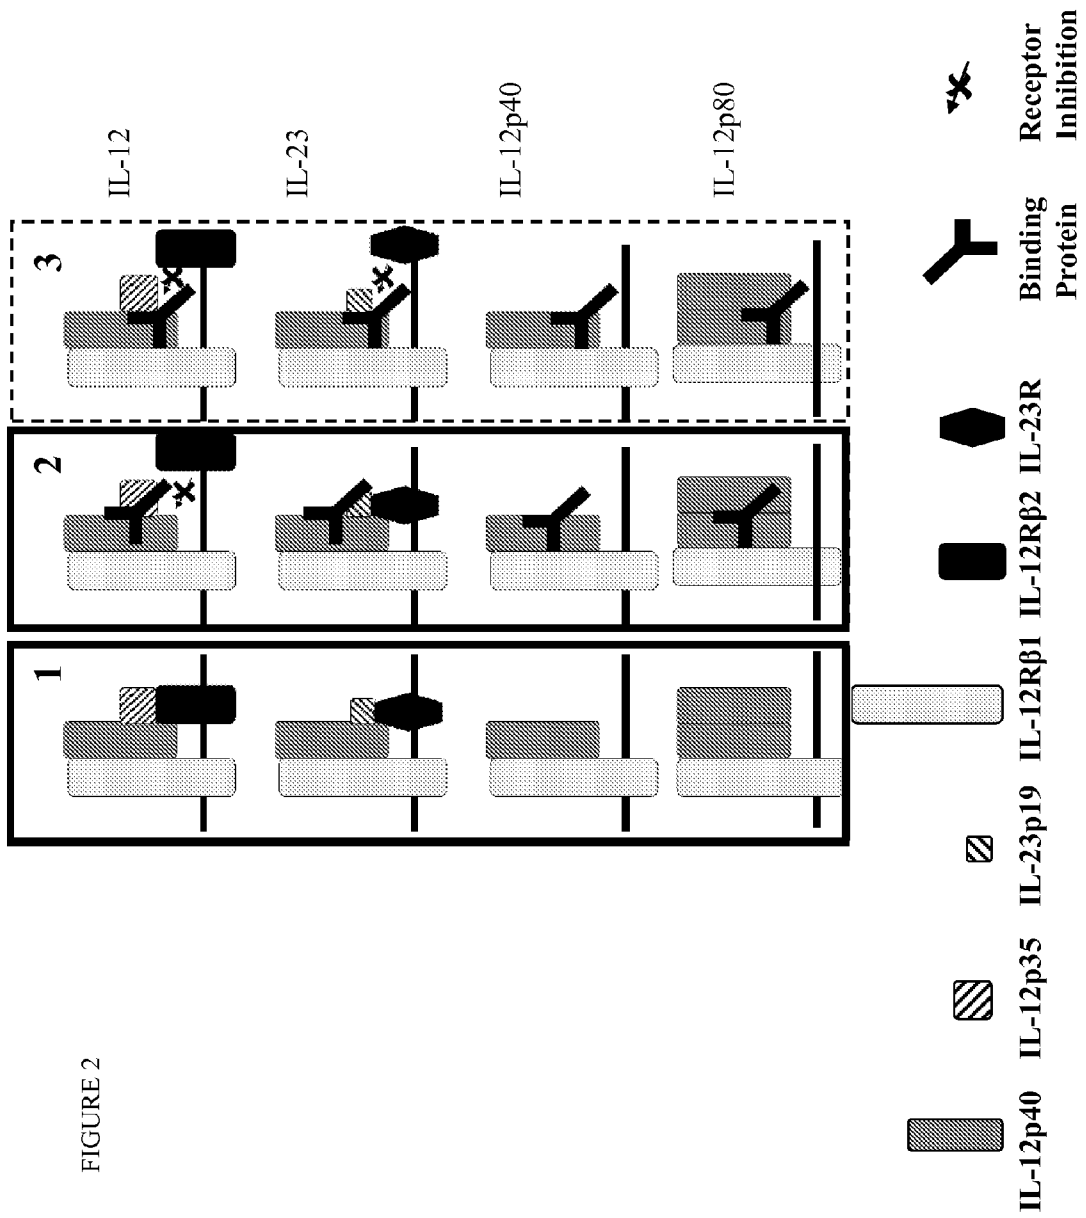 FIGURE 2
1
2
3
IL-12
IL-23
IL-12p40
IL-12p80
IL-12p40
IL-12p35
IL-23p19
IL-12Rβ1
IL-12Rβ2
IL-23R
Binding
Protein
Receptor
Inhibition